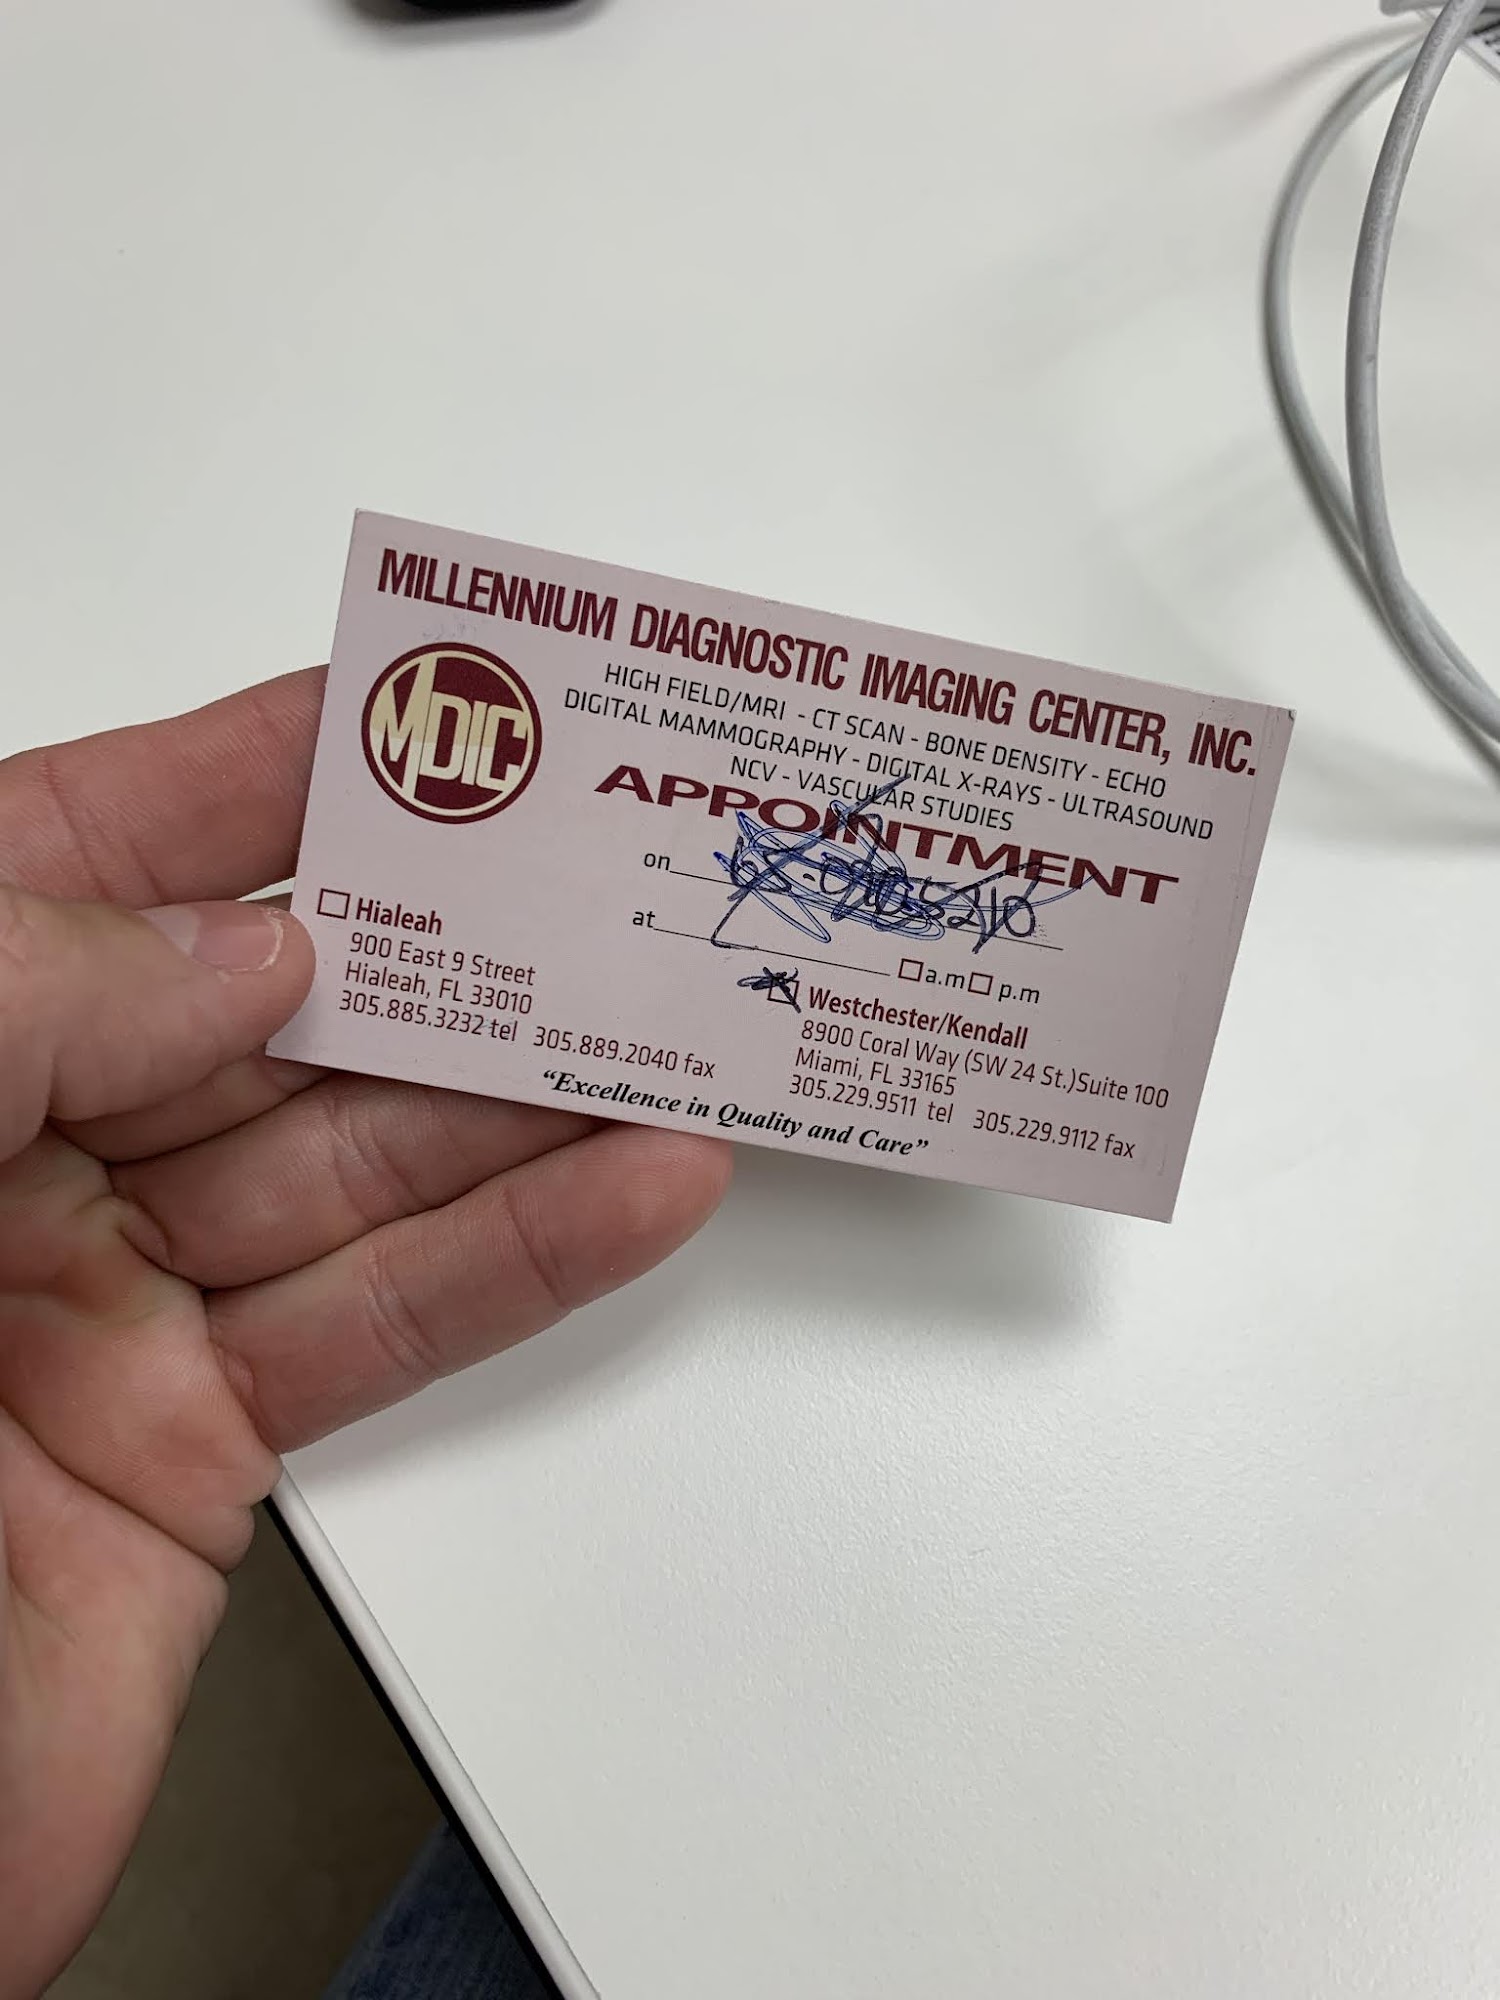 MILLENNIUM DIAGNOSTIC IMAGING CENTER, INC.
MDIC
HIGH FIELD/MRI - CT SCAN - BONE DENSITY - ECHO
DIGITAL MAMMOGRAPHY - DIGITAL X-RAYS - ULTRASOUND
NCV - VASCULAR STUDIES
APPOINTMENT
on
at
a.m p.m
Hialeah
900 East 9 Street
Hialeah, FL 33010
305.885.3232 tel 305.889.2040 fax
Westchester/Kendall
8900 Coral Way (SW 24 St.)Suite 100
Miami, FL 33165
305.229.9511 tel 305.229.9112 fax
“Excellence in Quality and Care”